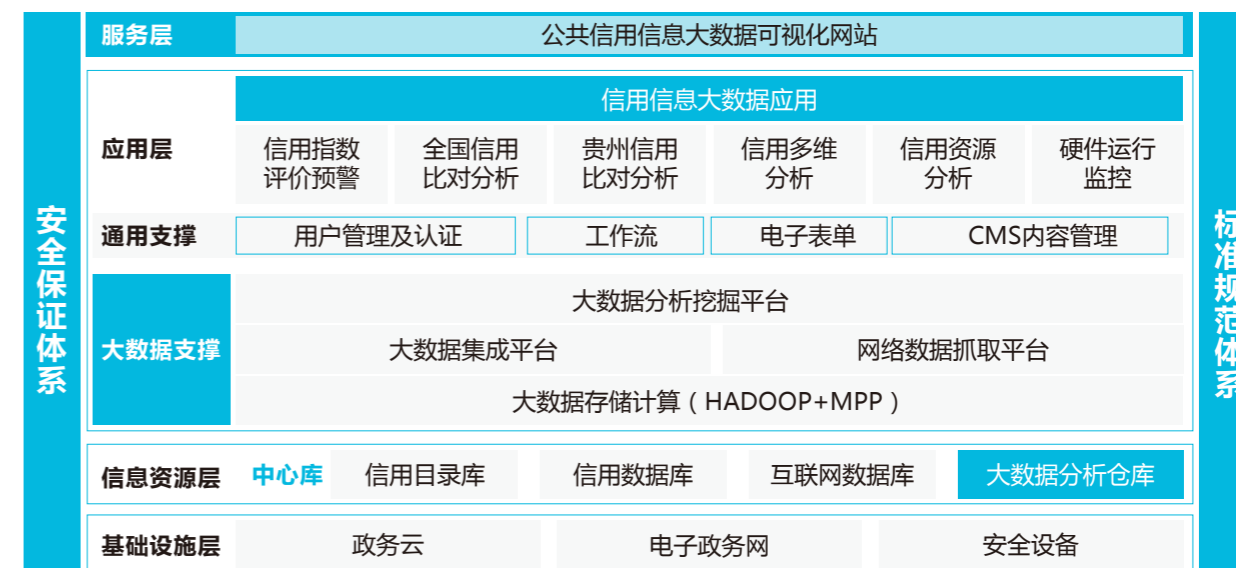 安全保证体系
服务层
公共信用信息大数据可视化网站
应用层
信用信息大数据应用
信用指数
评价预警
全国信用
比对分析
贵州信用
比对分析
信用多维
分析
信用资源
分析
硬件运行
监控
通用支撑
用户管理及认证
工作流
电子表单
CMS内容管理
大数据支撑
大数据分析挖掘平台
大数据集成平台
网络数据抓取平台
大数据存储计算（HADOOP+MPP）
信息资源层
中心库
信用目录库
信用数据库
互联网数据库
大数据分析仓库
基础设施层
政务云
电子政务网
安全设备
标准规范体系